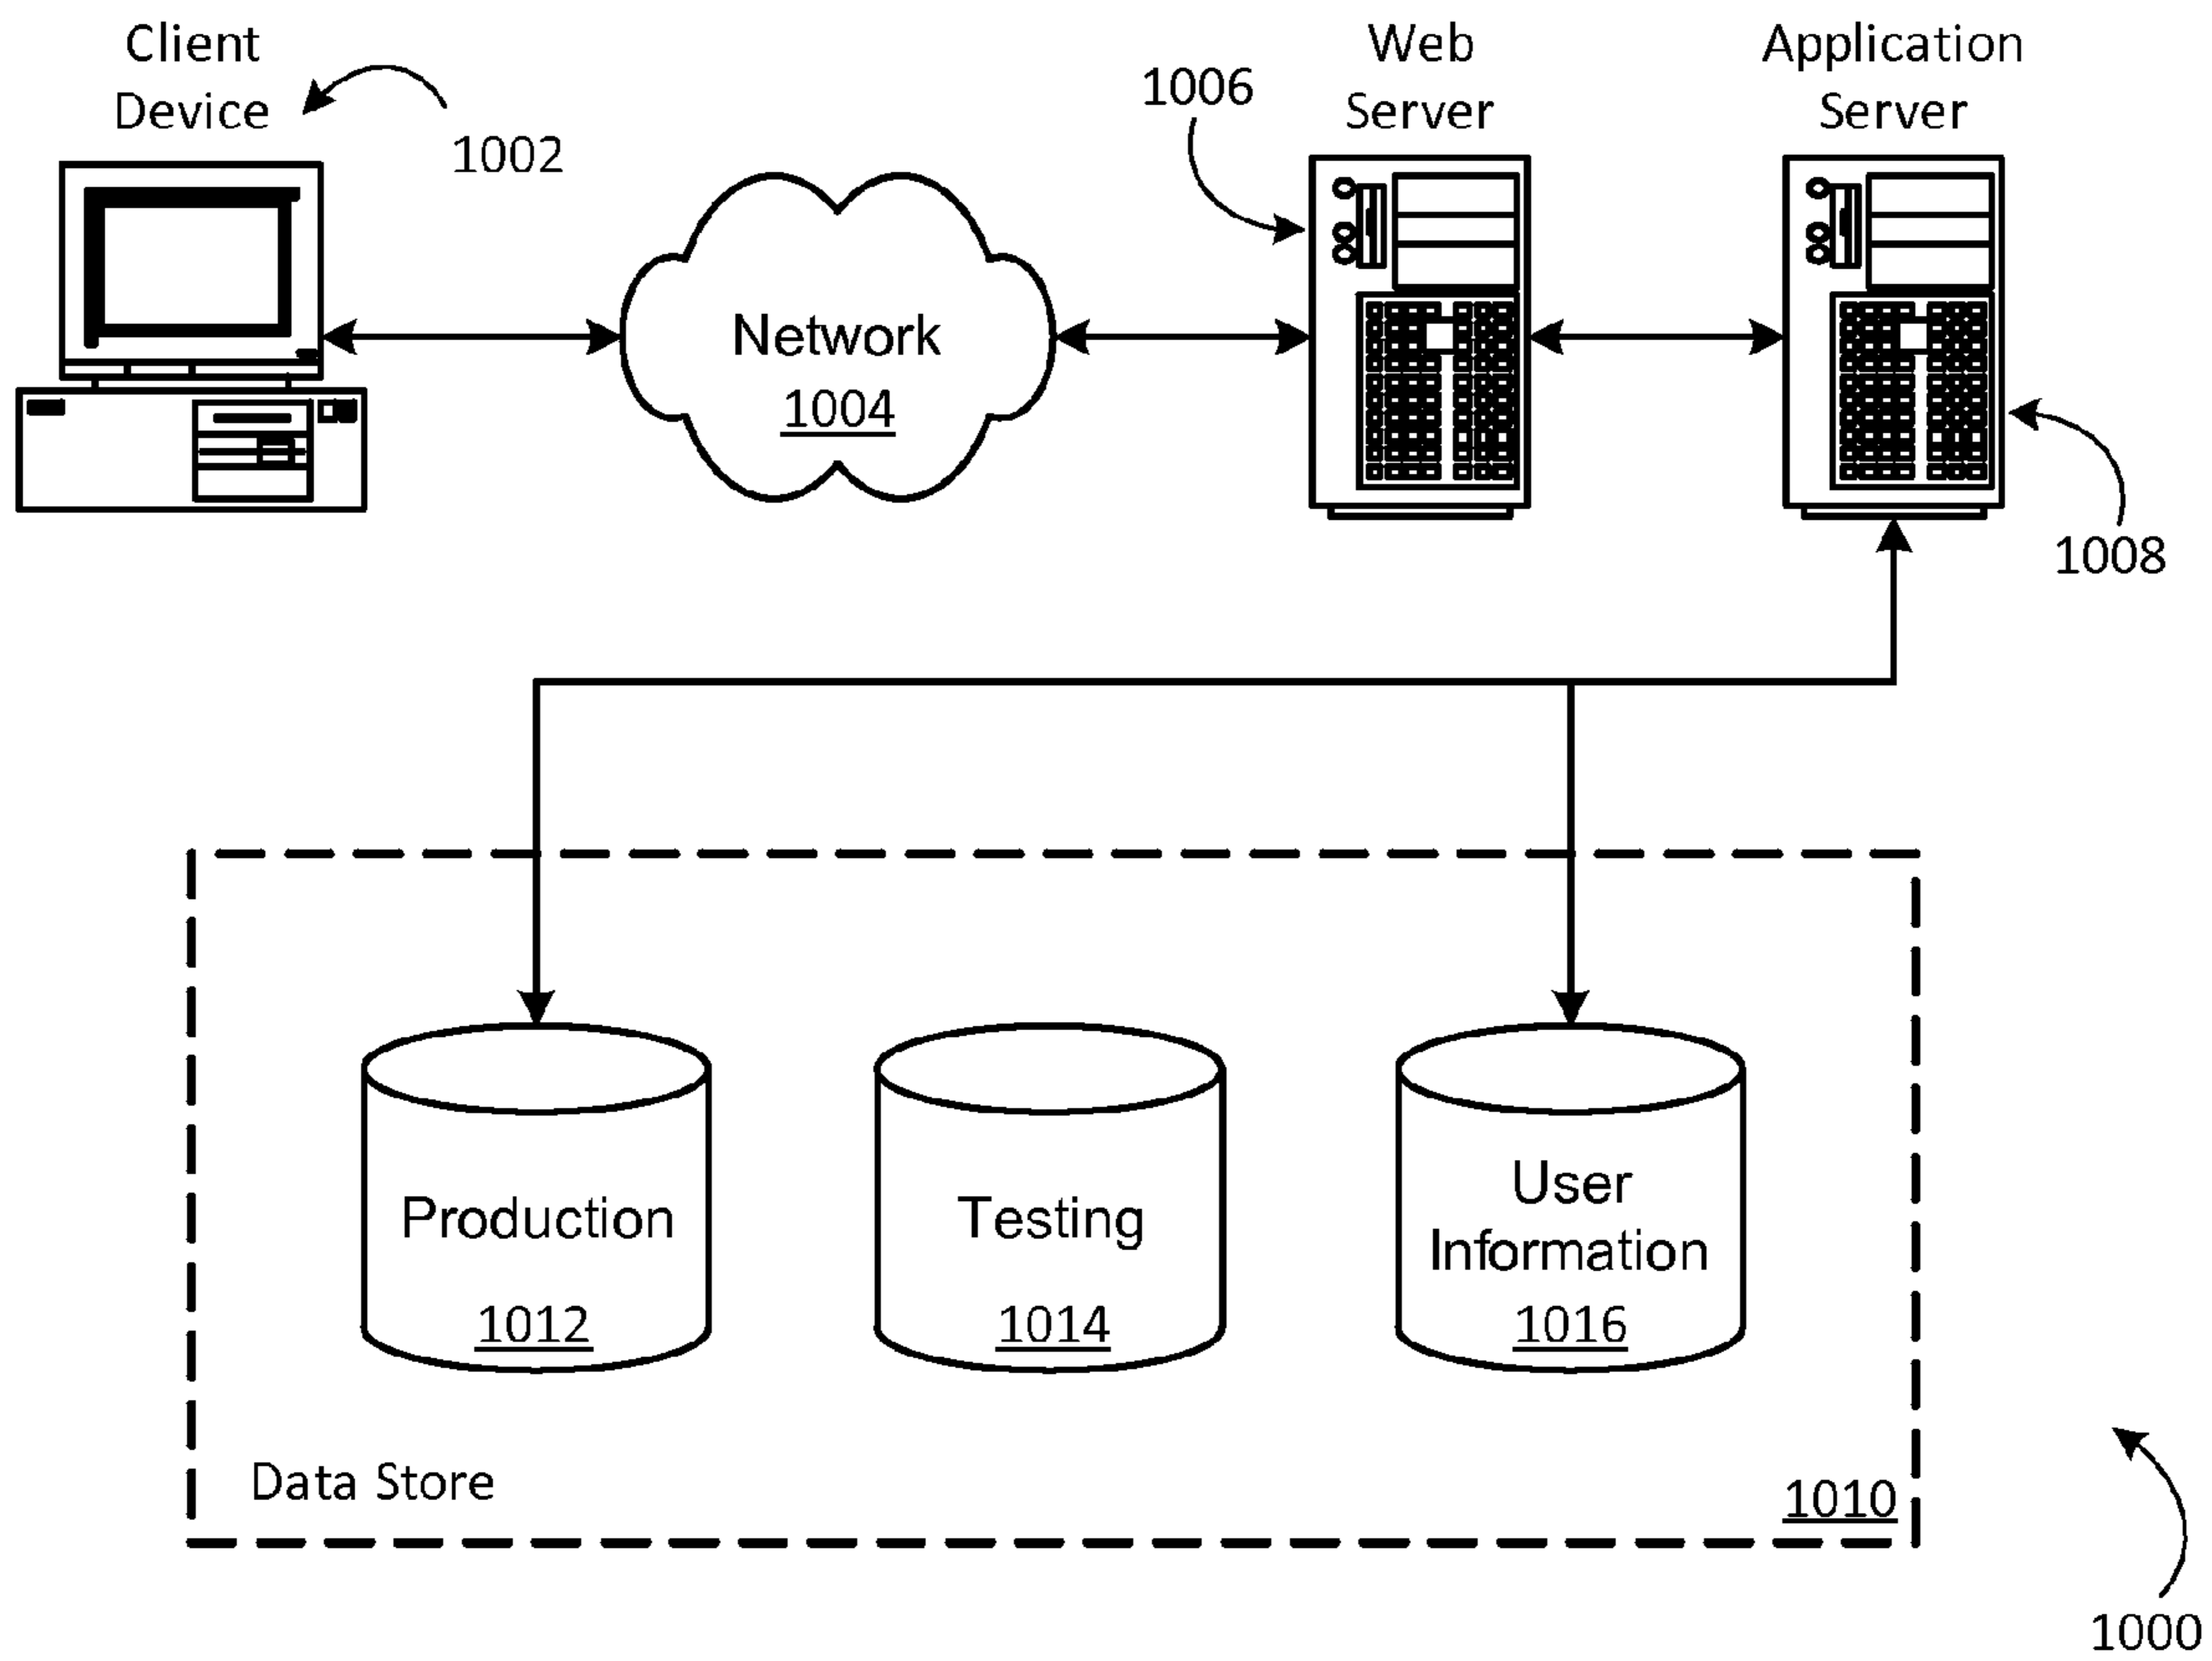 Client
Device
1002
1006
Web
Server
Application
Server
Network
1004
1008
Production
1012
Testing
1014
User
Information
1016
Data Store
1010
1000